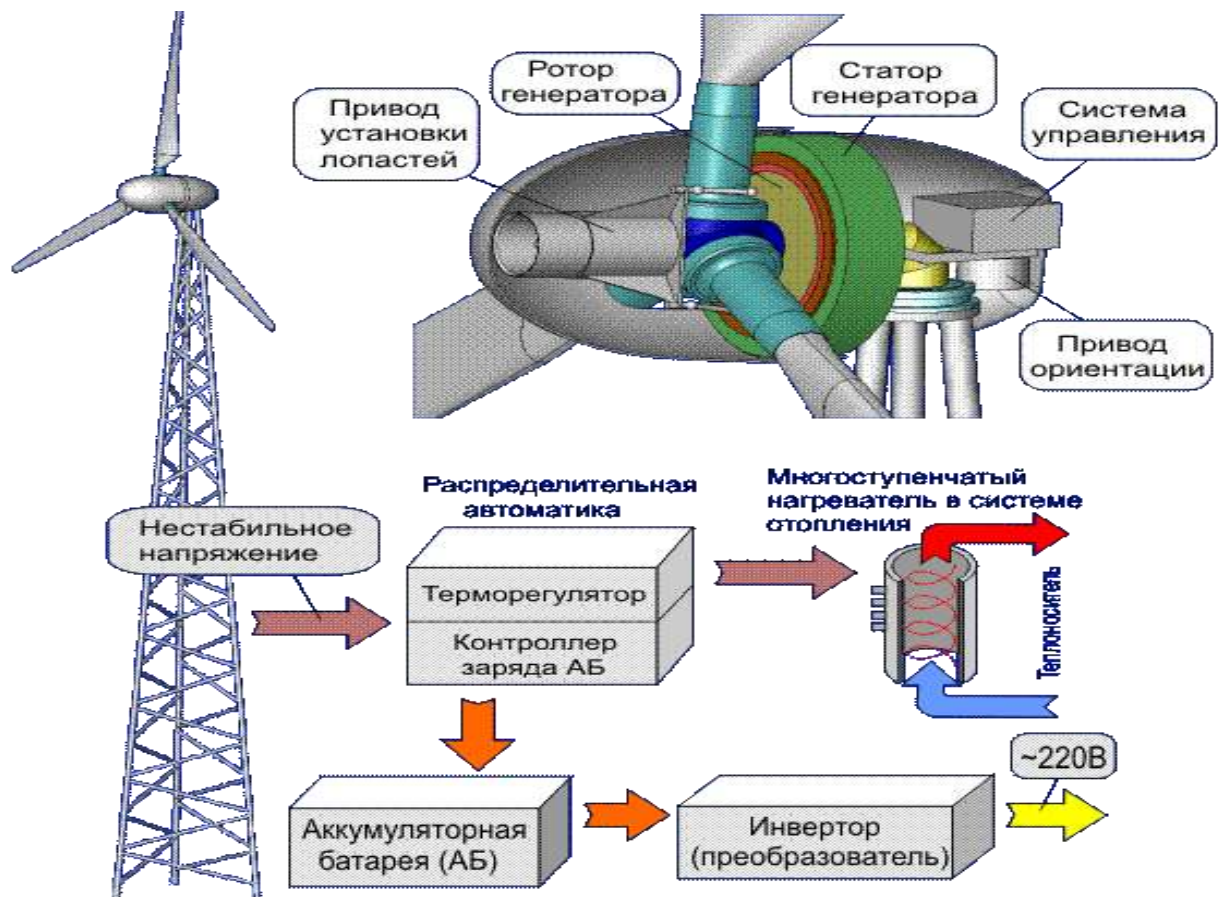 Ротор
генератора
Статор
генератора
Привод
установки
лопастей
Система
управления
Привод
ориентации
Нестабильное
напряжение
Распределительная
автоматика
Многоступенчатый
нагреватель в системе
отопления
Терморегулятор
Контроллер
заряда АБ
Теплоноситель
~220В
Аккумуляторная
батарея (АБ)
Инвертор
(преобразователь)